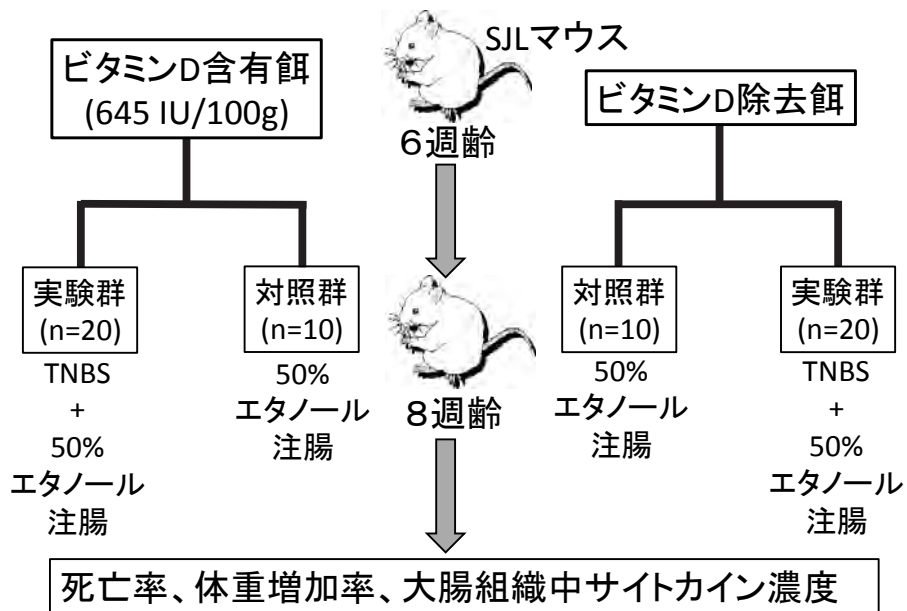 SJLマウス
ビタミンD含有餌
(645 IU/100g)
ビタミンD除去餌
６週齢
実験群
(n=20)
TNBS
+
50%
エタノール
注腸
対照群
(n=10)
50%
エタノール
注腸
8週齢
対照群
(n=10)
50%
エタノール
注腸
実験群
(n=20)
TNBS
+
50%
エタノール
注腸
死亡率、体重増加率、大腸組織中サイトカイン濃度